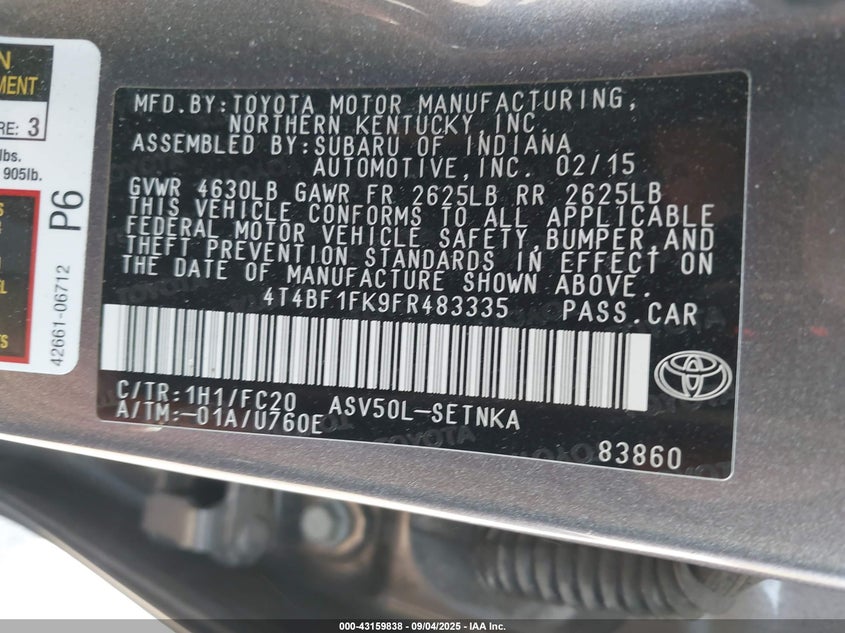 N
MENT
RE: 3
lbs.
905lb.
S
N
EL
TS
P6
42661-06712
MFD.BY:TOYOTA MOTOR MANUFACTURING,
NORTHERN KENTUCKY,INC.
ASSEMBLED BY:SUBARU OF INDIANA
AUTOMOTIVE,INC. 02/15
GVWR 4630LB GAWR FR 2625LB RR 2625LB
THIS VEHICLE CONFORMS TO ALL APPLICABLE
FEDERAL MOTOR VEHICLE SAFETY,BUMPER,AND
THEFT PREVENTION STANDARDS IN EFFECT ON
THE DATE OF MANUFACTURE SHOWN ABOVE.
4T4BF1FK9FR483335 PASS.CAR
C/TR:1H1/FC20 ASV50L-SETNKA
A/TM:-01A/U760E
83860
000-43159838 - 09/04/2025 - IAA Inc.